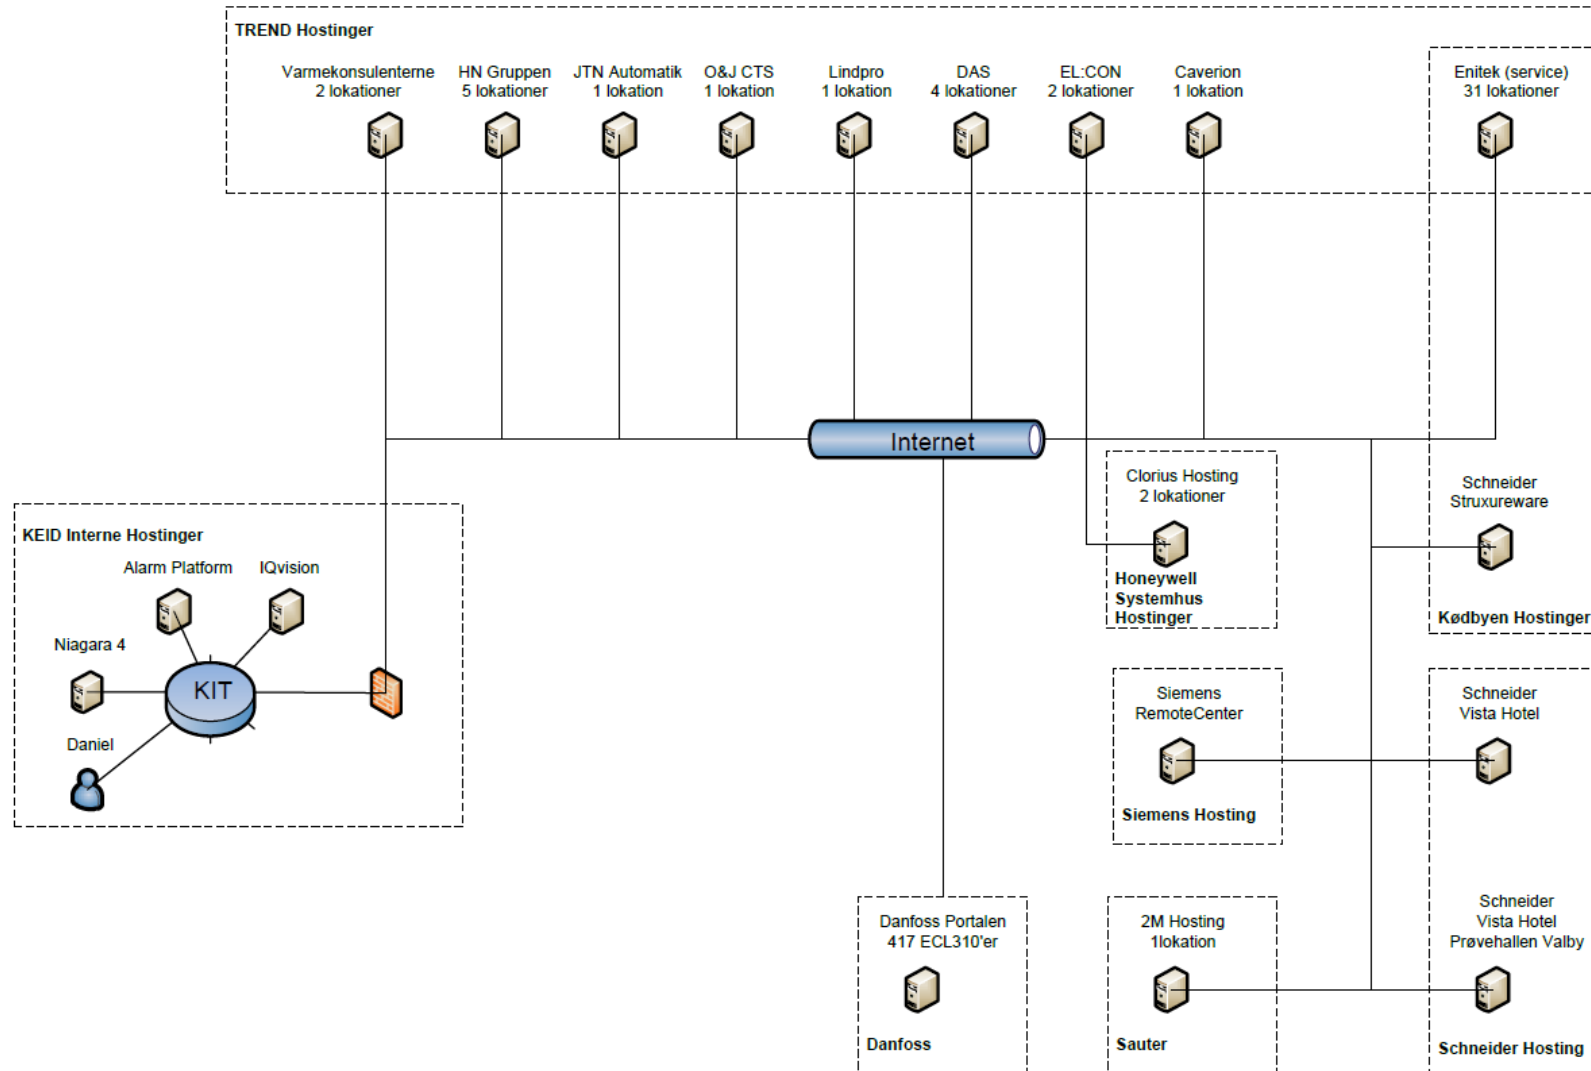 TREND Hostinger
Varmekonsulenterne
2 lokationer
HN Gruppen
5 lokationer
JTN Automatik
1 lokation
O&J CTS
1 lokation
Lindpro
1 lokation
DAS
4 lokationer
EL:CON
2 lokationer
Caverion
1 lokation
Enitek (service)
31 lokationer
Internet
Clorius Hosting
2 lokationer
Honeywell
Systemhus
Hostinger
Schneider
Struxureware
Kødbyen Hostinger
KEID Interne Hostinger
Alarm Platform
IQvision
Niagara 4
KIT
Daniel
Siemens
RemoteCenter
Siemens Hosting
Schneider
Vista Hotel
Danfoss Portalen
417 ECL310'er
Danfoss
2M Hosting
1lokation
Sauter
Schneider
Vista Hotel
Prøvehallen Valby
Schneider Hosting